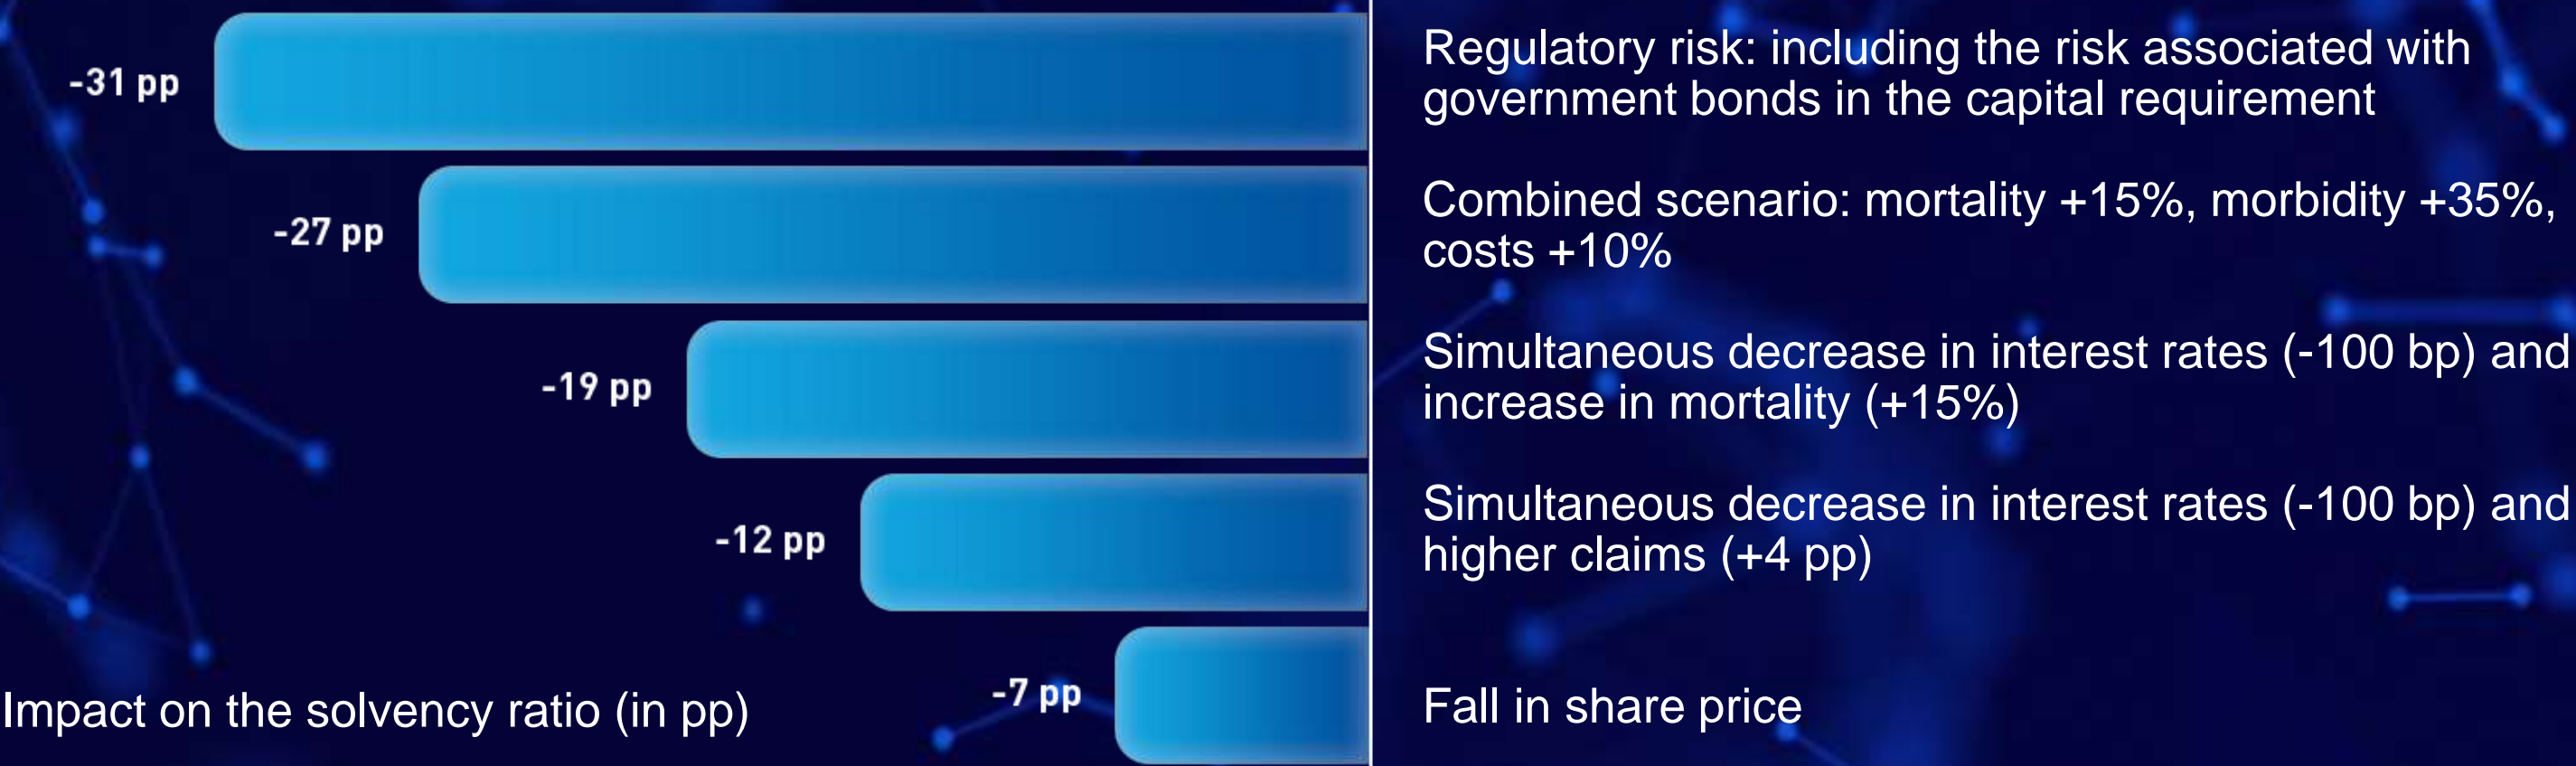 -31 pp
Regulatory risk: including the risk associated with
government bonds in the capital requirement
-27 pp
Combined scenario: mortality +15%, morbidity +35%,
costs +10%
-19 pp
Simultaneous decrease in interest rates (-100 bp) and
increase in mortality (+15%)
-12 pp
Simultaneous decrease in interest rates (-100 bp) and
higher claims (+4 pp)
-7 pp
Fall in share price
Impact on the solvency ratio (in pp)